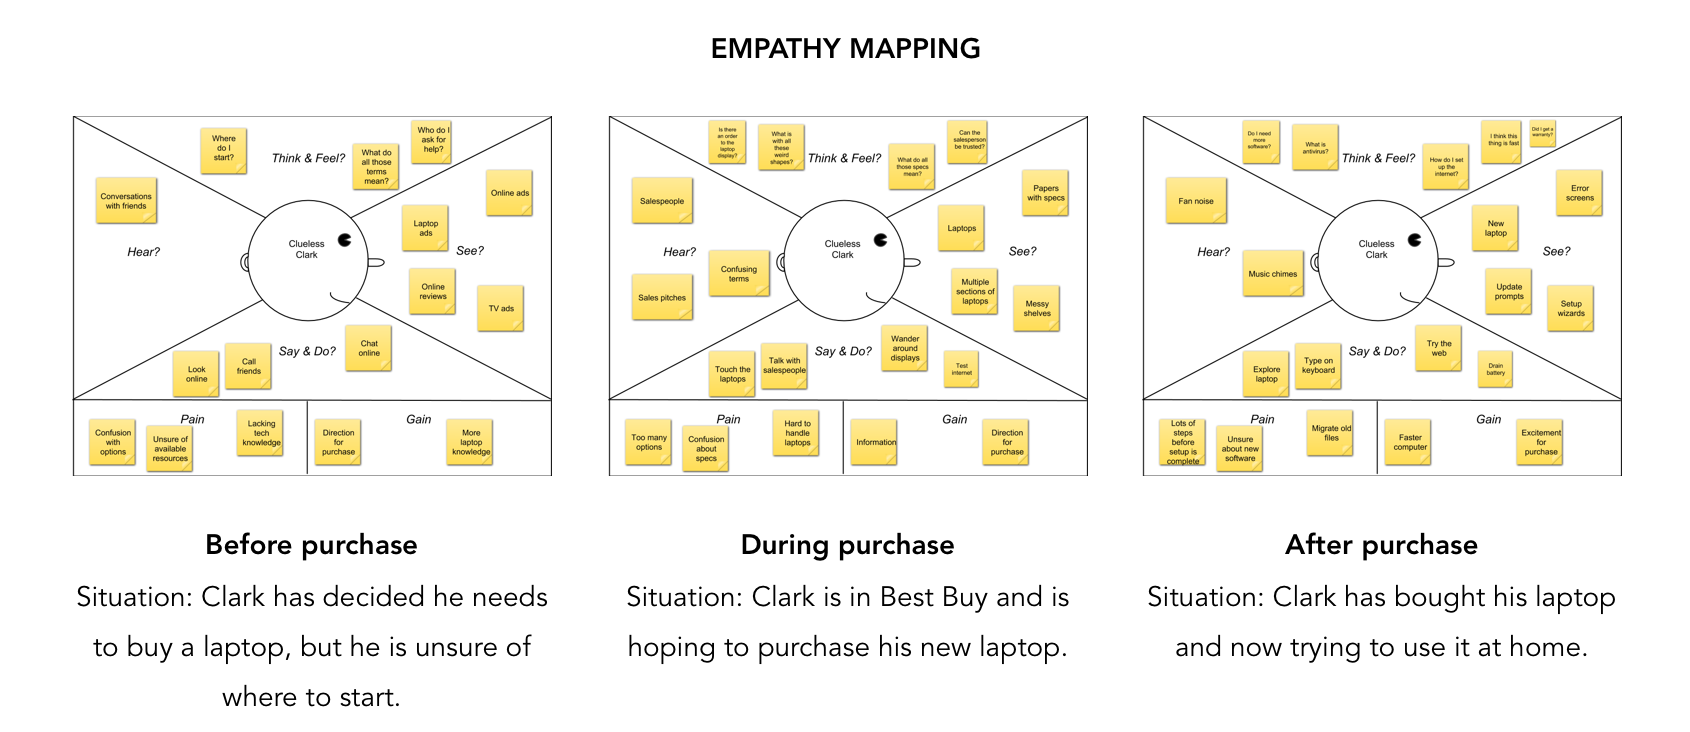 EMPATHY MAPPING
Where
do I
start?
Think & Feel?
What do
all those
terms
mean?
Who do I
ask for
help?
Conversations
with friends
Hear?
Clueless
Clark
Laptop
ads
Online ads
See?
Online
reviews
TV ads
Say & Do?
Look
online
Call
friends
Chat
online
Pain
Confusion
with
options
Unsure of
available
resources
Lacking
tech
knowledge
Gain
Direction
for
purchase
More
laptop
knowledge
Is there
an order
to the
laptop
display?
What is
with all
these
weird
shapes?
Think & Feel?
What do all
those specs
mean?
Can the
salesperson
be trusted?
Salespeople
Hear?
Confusing
terms
Sales pitches
Clueless
Clark
Laptops
Papers
with specs
See?
Multiple
sections of
laptops
Messy
shelves
Say & Do?
Touch the
laptops
Talk with
salespeople
Wander
around
displays
Test
internet
Pain
Too many
options
Confusion
about
specs
Hard to
handle
laptops
Gain
Information
Direction
for
purchase
Do I need
more
software?
What is
antivirus?
Think & Feel?
How do I set
up the
internet?
I think this
thing is fast
Did I get a
warranty?
Fan noise
Hear?
Music chimes
Clueless
Clark
New
laptop
Error
screens
See?
Update
prompts
Setup
wizards
Say & Do?
Explore
laptop
Type on
keyboard
Try the
web
Drain
battery
Pain
Lots of
steps
before
setup is
complete
Unsure
about new
software
Migrate old
files
Gain
Faster
computer
Excitement
for
purchase
Before purchase
Situation: Clark has decided he needs
to buy a laptop, but he is unsure of
where to start.
During purchase
Situation: Clark is in Best Buy and is
hoping to purchase his new laptop.
After purchase
Situation: Clark has bought his laptop
and now trying to use it at home.